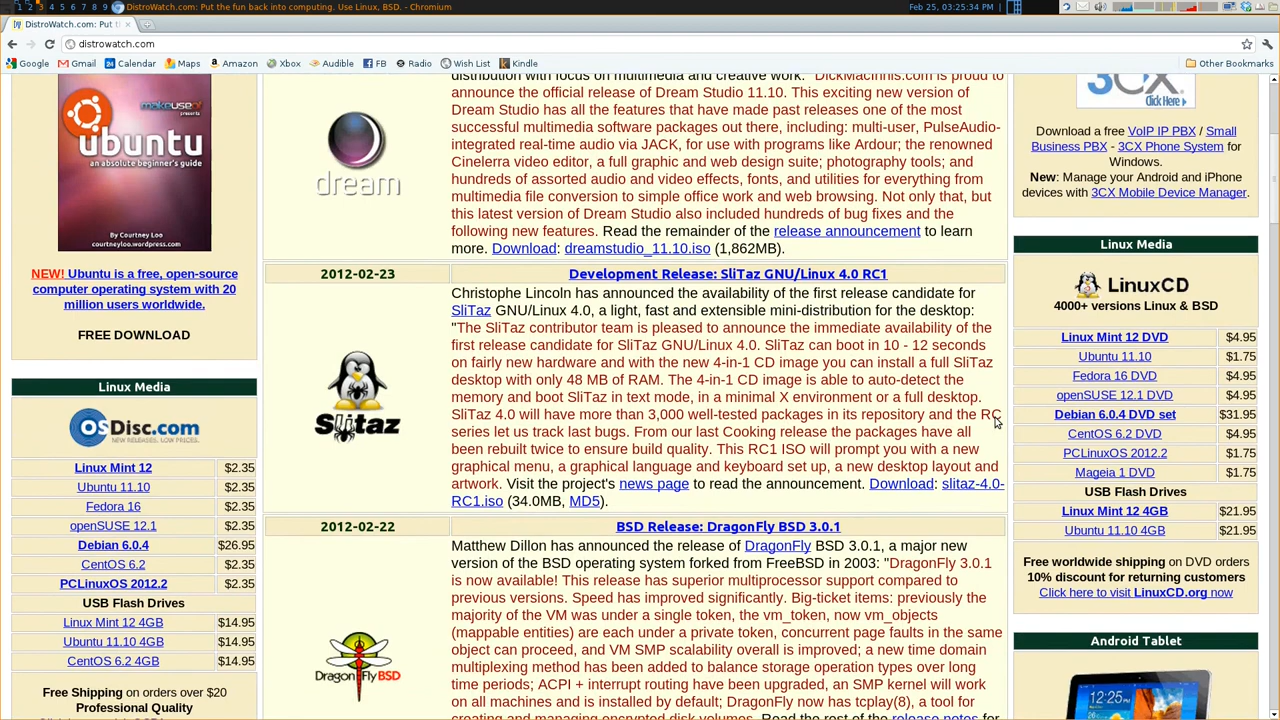 1 2 3 4 5 6 7 8 9
DistroWatch.com: Put the fun back into computing. Use Linux, BSD. - Chromium
Feb 25, 03:25:34 PM
DistroWatch.com: Put t
distrowatch.com
Google Gmail 24 Calendar Maps Amazon Xbox Audible FB Radio Wish List Kindle Other Bookmarks
makeuseof
presents
ubuntu
an absolute beginner's guide
By Courtney Loo
courtneyloo.wordpress.com
NEW! Ubuntu is a free, open-source
computer operating system with 20
million users worldwide.
FREE DOWNLOAD
Linux Media
OSDisc.com
NEW RELEASES, LOW PRICES
Linux Mint 12 $2.35
Ubuntu 11.10 $2.35
Fedora 16 $2.35
openSUSE 12.1 $2.35
Debian 6.0.4 $26.95
CentOS 6.2 $2.35
PCLinuxOS 2012.2 $2.35
USB Flash Drives
Linux Mint 12 4GB $14.95
Ubuntu 11.10 4GB $14.95
CentOS 6.2 4GB $14.95
Free Shipping on orders over $20
Professional Quality
dream
distribution with focus on multimedia and creative work: "DickMacInnis.com is proud to
announce the official release of Dream Studio 11.10. This exciting new version of
Dream Studio has all the features that have made past releases one of the most
successful multimedia software packages out there, including: multi-user, PulseAudio-
integrated real-time audio via JACK, for use with programs like Ardour; the renowned
Cinelerra video editor, a full graphic and web design suite; photography tools; and
hundreds of assorted audio and video effects, fonts, and utilities for everything from
multimedia file conversion to simple office work and web browsing. Not only that, but
this latest version of Dream Studio also included hundreds of bug fixes and the
following new features. Read the remainder of the release announcement to learn
more. Download: dreamstudio_11.10.iso (1,862MB).
2012-02-23 Development Release: SliTaz GNU/Linux 4.0 RC1
Slitaz
Christophe Lincoln has announced the availability of the first release candidate for
SliTaz GNU/Linux 4.0, a light, fast and extensible mini-distribution for the desktop:
"The SliTaz contributor team is pleased to announce the immediate availability of the
first release candidate for SliTaz GNU/Linux 4.0. SliTaz can boot in 10 - 12 seconds
on fairly new hardware and with the new 4-in-1 CD image you can install a full SliTaz
desktop with only 48 MB of RAM. The 4-in-1 CD image is able to auto-detect the
memory and boot SliTaz in text mode, in a minimal X environment or a full desktop.
SliTaz 4.0 will have more than 3,000 well-tested packages in its repository and the RC
series let us track last bugs. From our last Cooking release the packages have all
been rebuilt twice to ensure build quality. This RC1 ISO will prompt you with a new
graphical menu, a graphical language and keyboard set up, a new desktop layout and
artwork. Visit the project's news page to read the announcement. Download: slitaz-4.0-
RC1.iso (34.0MB, MD5).
2012-02-22 BSD Release: DragonFly BSD 3.0.1
DragonFly BSD
Matthew Dillon has announced the release of DragonFly BSD 3.0.1, a major new
version of the BSD operating system forked from FreeBSD in 2003: "DragonFly 3.0.1
is now available! This release has superior multiprocessor support compared to
previous versions. Speed has improved significantly. Big-ticket items: previously the
majority of the VM was under a single token, the vm_token, now vm_objects
(mappable entities) are each under a private token, concurrent page faults in the same
object can proceed, and VM SMP scalability overall is improved; a new time domain
multiplexing method has been added to balance storage operation types over long
time periods; ACPI + interrupt routing have been upgraded, an SMP kernel will work
on all machines and is installed by default; DragonFly now has tcplay(8), a tool for
creating and managing encrypted disk volumes. Read the rest of the release notes for
3CX
Click Here
Download a free VoIP IP PBX / Small
Business PBX - 3CX Phone System for
Windows.
New: Manage your Android and iPhone
devices with 3CX Mobile Device Manager.
Linux Media
LinuxCD
4000+ versions Linux & BSD
Linux Mint 12 DVD $4.95
Ubuntu 11.10 $1.75
Fedora 16 DVD $4.95
openSUSE 12.1 DVD $4.95
Debian 6.0.4 DVD set $31.95
CentOS 6.2 DVD $4.95
PCLinuxOS 2012.2 $1.75
Mageia 1 DVD $1.75
USB Flash Drives
Linux Mint 12 4GB $21.95
Ubuntu 11.10 4GB $21.95
Free worldwide shipping on DVD orders
10% discount for returning customers
Click here to visit LinuxCD.org now
Android Tablet
12:25